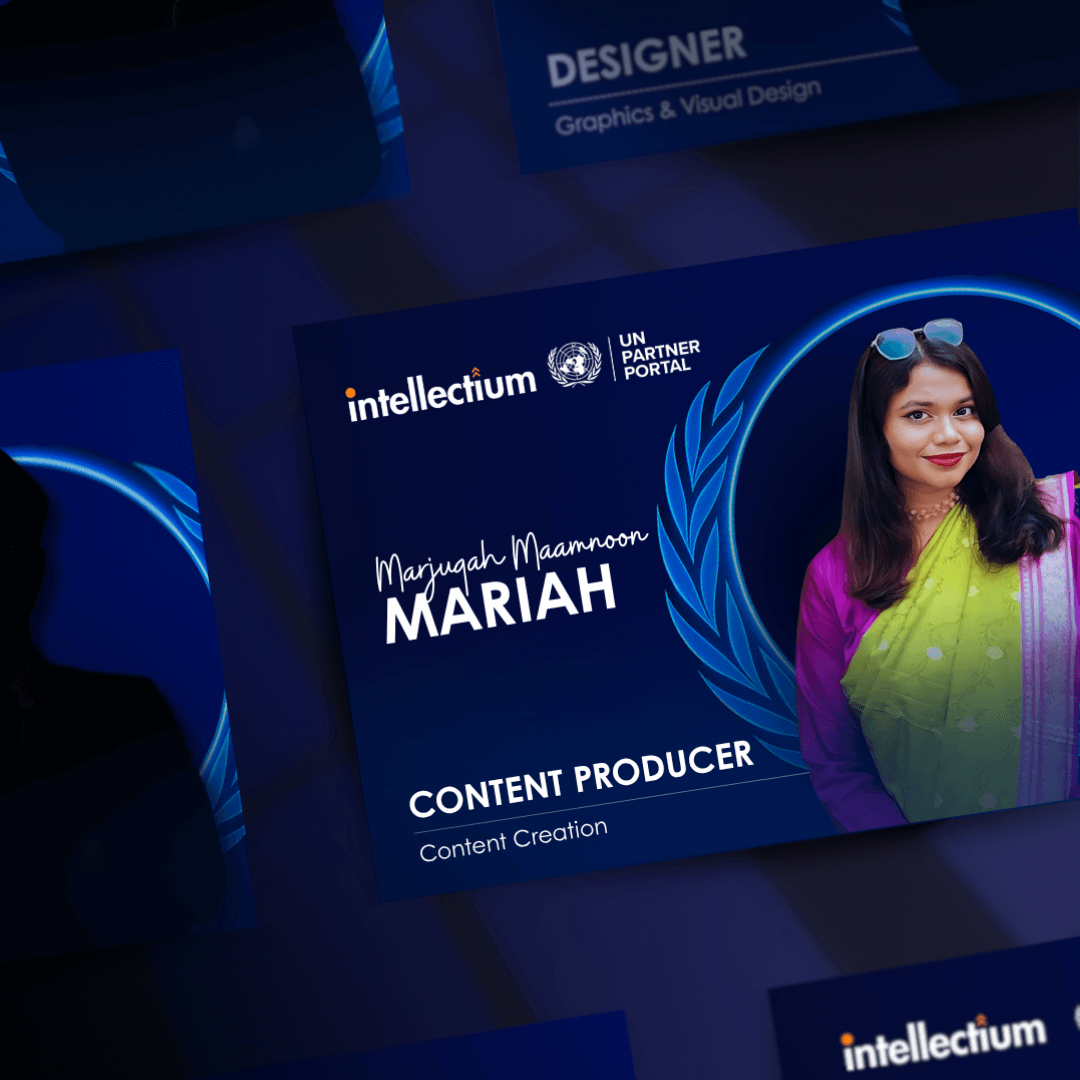 DESIGNER
Graphics & Visual Design
intellectium
UN
PARTNER
PORTAL
Marjuqah Maamnoon
MARIAH
CONTENT PRODUCER
Content Creation
intellectium